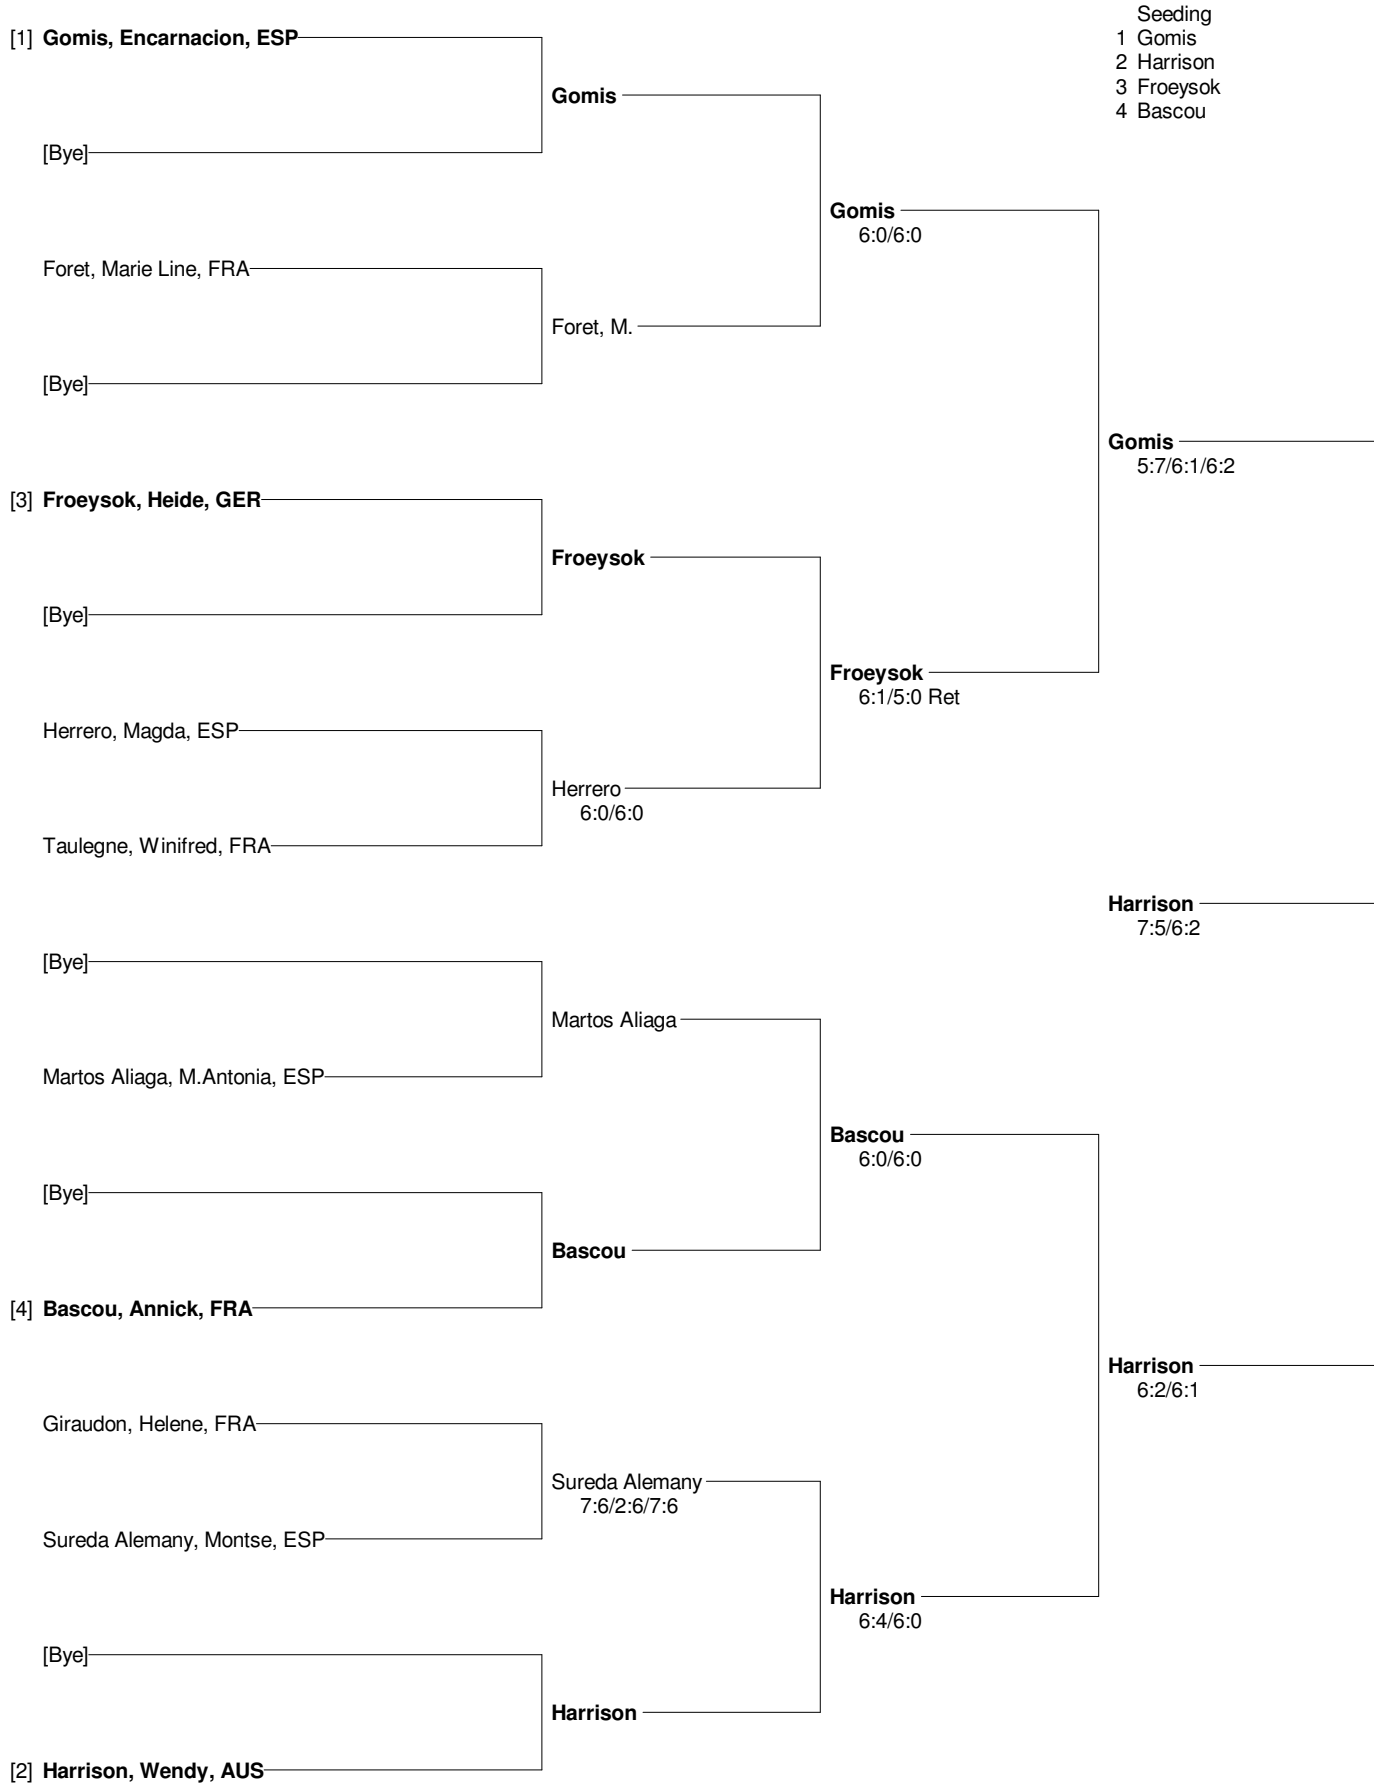 Seeding
1 Gomis
2 Harrison
3 Froeysok
4 Bascou
[1] Gomis, Encarnacion, ESP
Gomis
[Bye]
Gomis
6:0/6:0
Foret, Marie Line, FRA
Foret, M.
[Bye]
Gomis
5:7/6:1/6:2
[3] Froeysok, Heide, GER
Froeysok
[Bye]
Froeysok
6:1/5:0 Ret
Herrero, Magda, ESP
Herrero
6:0/6:0
Taulegne, Winifred, FRA
Harrison
7:5/6:2
[Bye]
Martos Aliaga
Martos Aliaga, M.Antonia, ESP
Bascou
6:0/6:0
[Bye]
Bascou
[4] Bascou, Annick, FRA
Harrison
6:2/6:1
Giraudon, Helene, FRA
Sureda Alemany
7:6/2:6/7:6
Sureda Alemany, Montse, ESP
Harrison
6:4/6:0
[Bye]
Harrison
[2] Harrison, Wendy, AUS